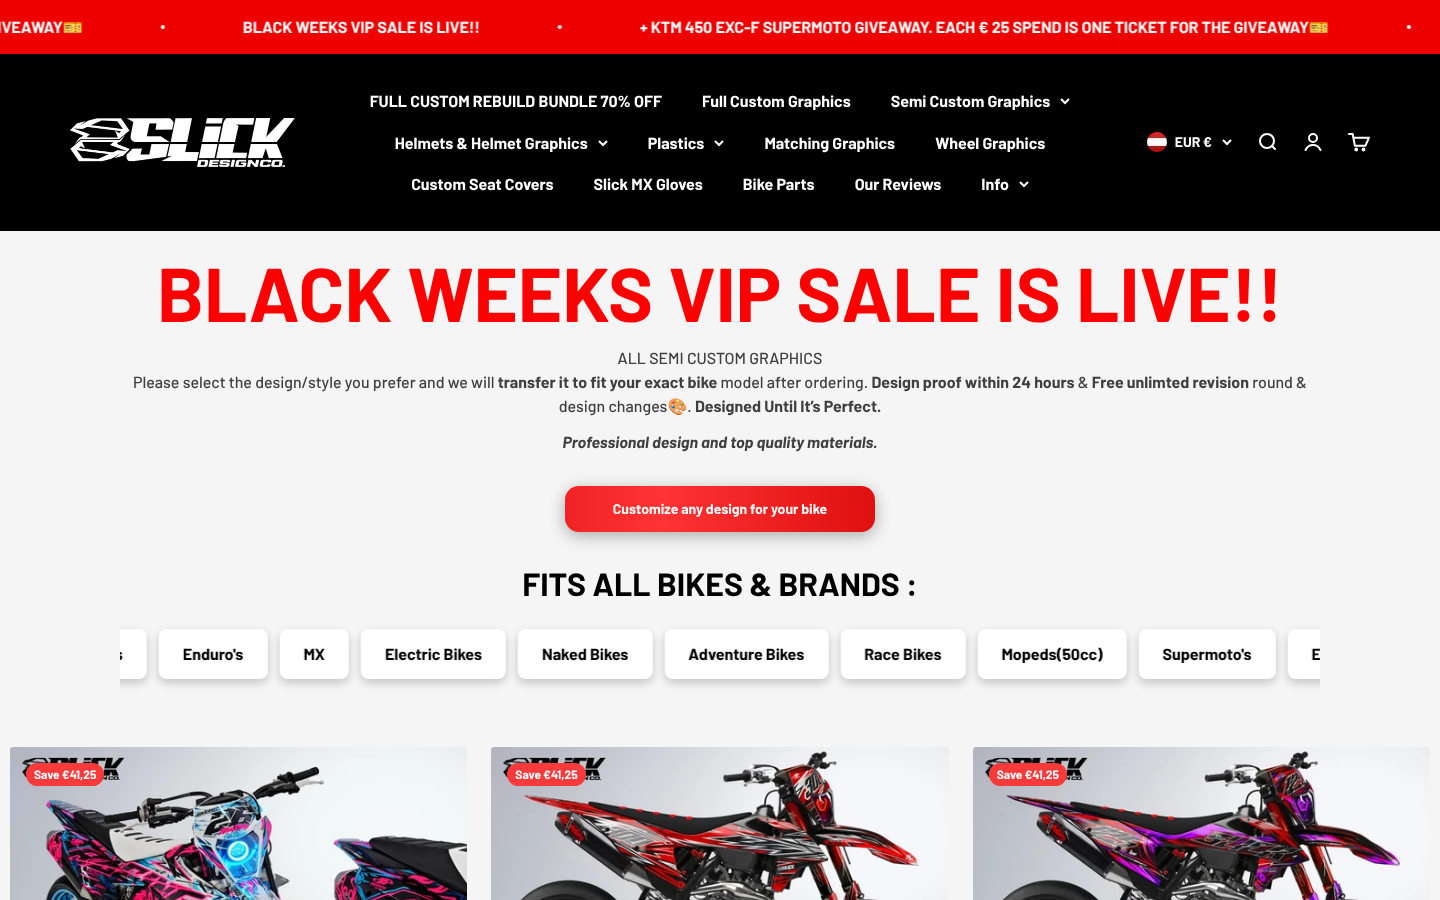 IVEAWAY🎫 • BLACK WEEKS VIP SALE IS LIVE!! • + KTM 450 EXC-F SUPERMOTO GIVEAWAY. EACH € 25 SPEND IS ONE TICKET FOR THE GIVEAWAY🎫 •
FULL CUSTOM REBUILD BUNDLE 70% OFF Full Custom Graphics Semi Custom Graphics
SLICK
DESIGNCO.
Helmets & Helmet Graphics Plastics Matching Graphics Wheel Graphics
EUR €
Custom Seat Covers Slick MX Gloves Bike Parts Our Reviews Info
BLACK WEEKS VIP SALE IS LIVE!!
ALL SEMI CUSTOM GRAPHICS
Please select the design/style you prefer and we will transfer it to fit your exact bike model after ordering. Design proof within 24 hours & Free unlimted revision round &
design changes🎨. Designed Until It’s Perfect.
Professional design and top quality materials.
Customize any design for your bike
FITS ALL BIKES & BRANDS :
s Enduro's MX Electric Bikes Naked Bikes Adventure Bikes Race Bikes Mopeds(50cc) Supermoto's E
Save €41,25 Save €41,25 Save €41,25